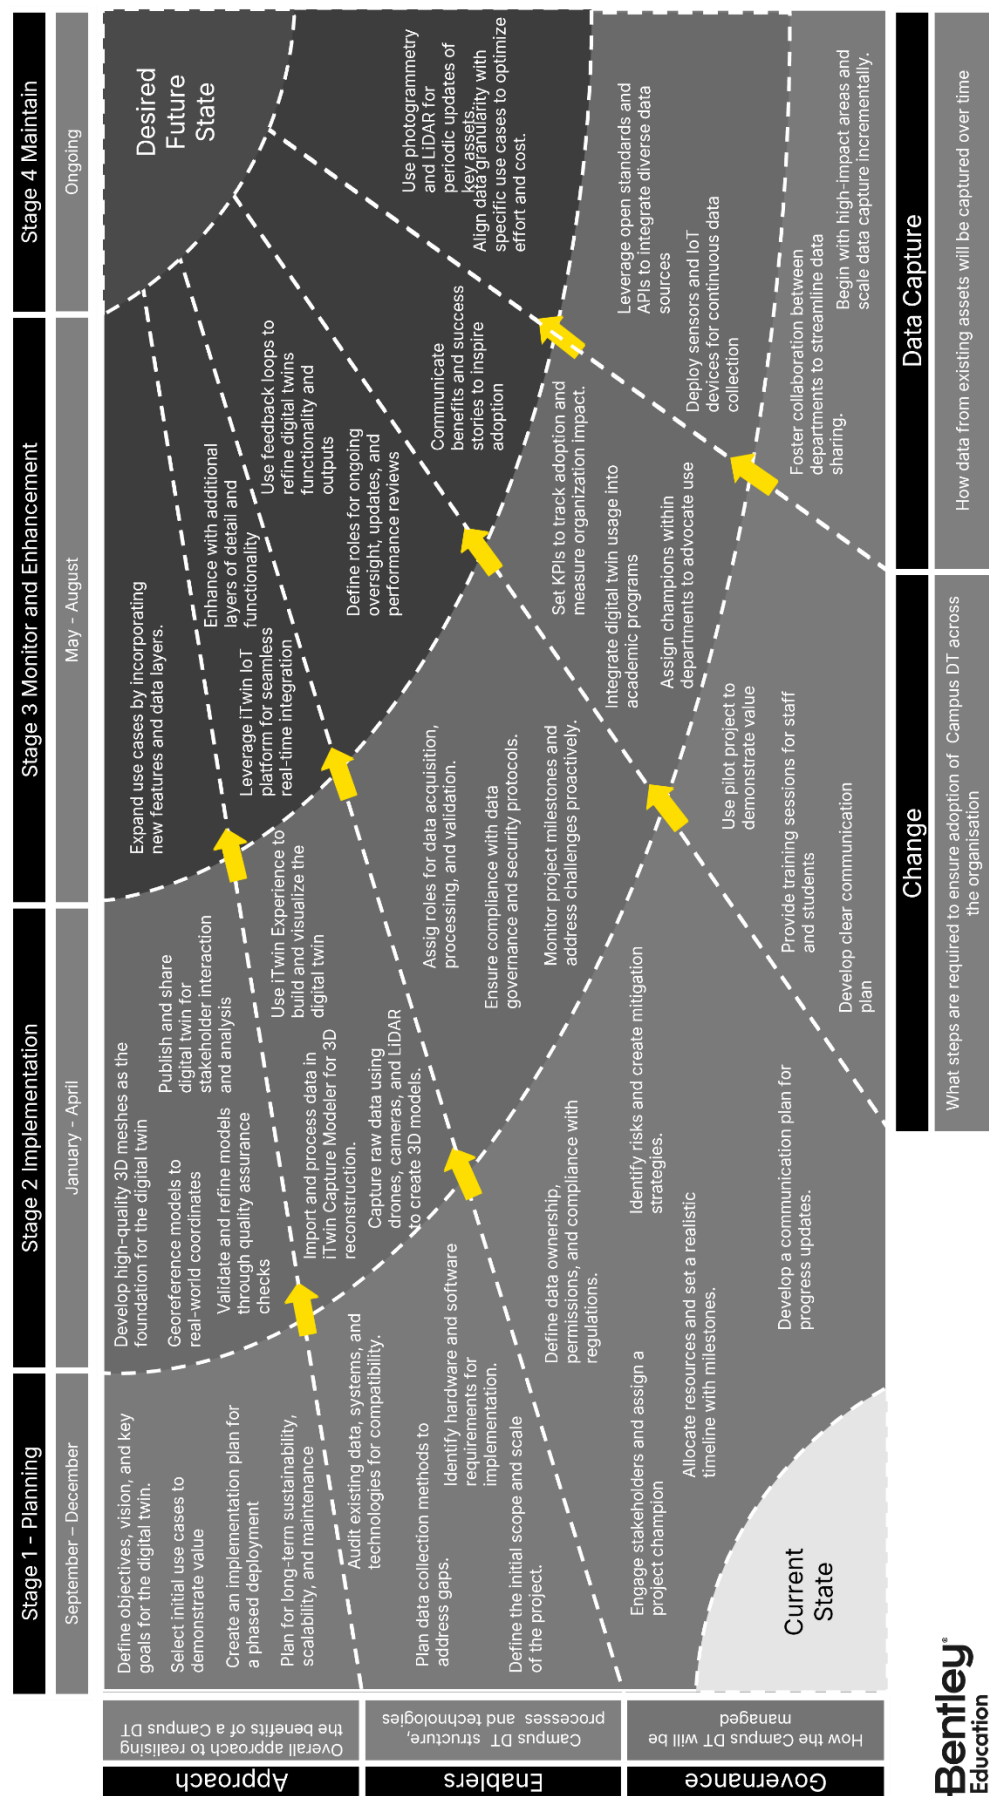 Stage 1 - Planning
Stage 2 Implementation
Stage 3 Monitor and Enhancement
Stage 4 Maintain
September – December
January - April
May - August
Ongoing
Approach
Overall approach to realising
the benefits of a Campus DT
Enablers
Campus DT structure,
processes and technologies
Governance
How the Campus DT will be
managed
Define objectives, vision, and key
goals for the digital twin.
Select initial use cases to
demonstrate value
Create an implementation plan for
a phased deployment
Plan for long-term sustainability,
scalability, and maintenance
Audit existing data, systems, and
technologies for compatibility.
Plan data collection methods to
address gaps.
Identify hardware and software
requirements for
implementation.
Define the initial scope and scale
of the project.
Define data ownership,
permissions, and compliance with
regulations.
Engage stakeholders and assign a
project champion
Identify risks and create mitigation
strategies.
Allocate resources and set a realistic
timeline with milestones.
Develop a communication plan for
progress updates.
Current
State
Develop high-quality 3D meshes as the
foundation for the digital twin
Publish and share
digital twin for
stakeholder interaction
and analysis
Georeference models to
real-world coordinates
Validate and refine models
through quality assurance
checks
Use iTwin Experience to
build and visualize the
digital twin
Import and process data in
iTwin Capture Modeler for 3D
reconstruction.
Capture raw data using
drones, cameras, and LiDAR
to create 3D models.
Assig roles for data acquisition,
processing, and validation.
Ensure compliance with data
governance and security protocols.
Monitor project milestones and
address challenges proactively.
Use pilot project to
demonstrate value
Provide training sessions for staff
and students
Develop clear communication
plan
Expand use cases by incorporating
new features and data layers.
Enhance with additional
layers of detail and
functionality
Leverage iTwin IoT
platform for seamless
real-time integration
Use feedback loops to
refine digital twins
functionality and
outputs
Define roles for ongoing
oversight, updates, and
performance reviews
Communicate
benefits and success
stories to inspire
adoption
Set KPIs to track adoption and
measure organization impact.
Integrate digital twin usage into
academic programs
Assign champions within
departments to advocate use
Desired
Future
State
Use photogrammetry
and LiDAR for
periodic updates of
key assets.
Align data granularity with
specific use cases to optimize
effort and cost.
Leverage open standards and
APIs to integrate diverse data
sources
Deploy sensors and IoT
devices for continuous data
collection
Foster collaboration between
departments to streamline data
sharing.
Begin with high-impact areas and
scale data capture incrementally.
Change
What steps are required to ensure adoption of Campus DT across
the organisation
Data Capture
How data from existing assets will be captured over time
Bentley®
Education